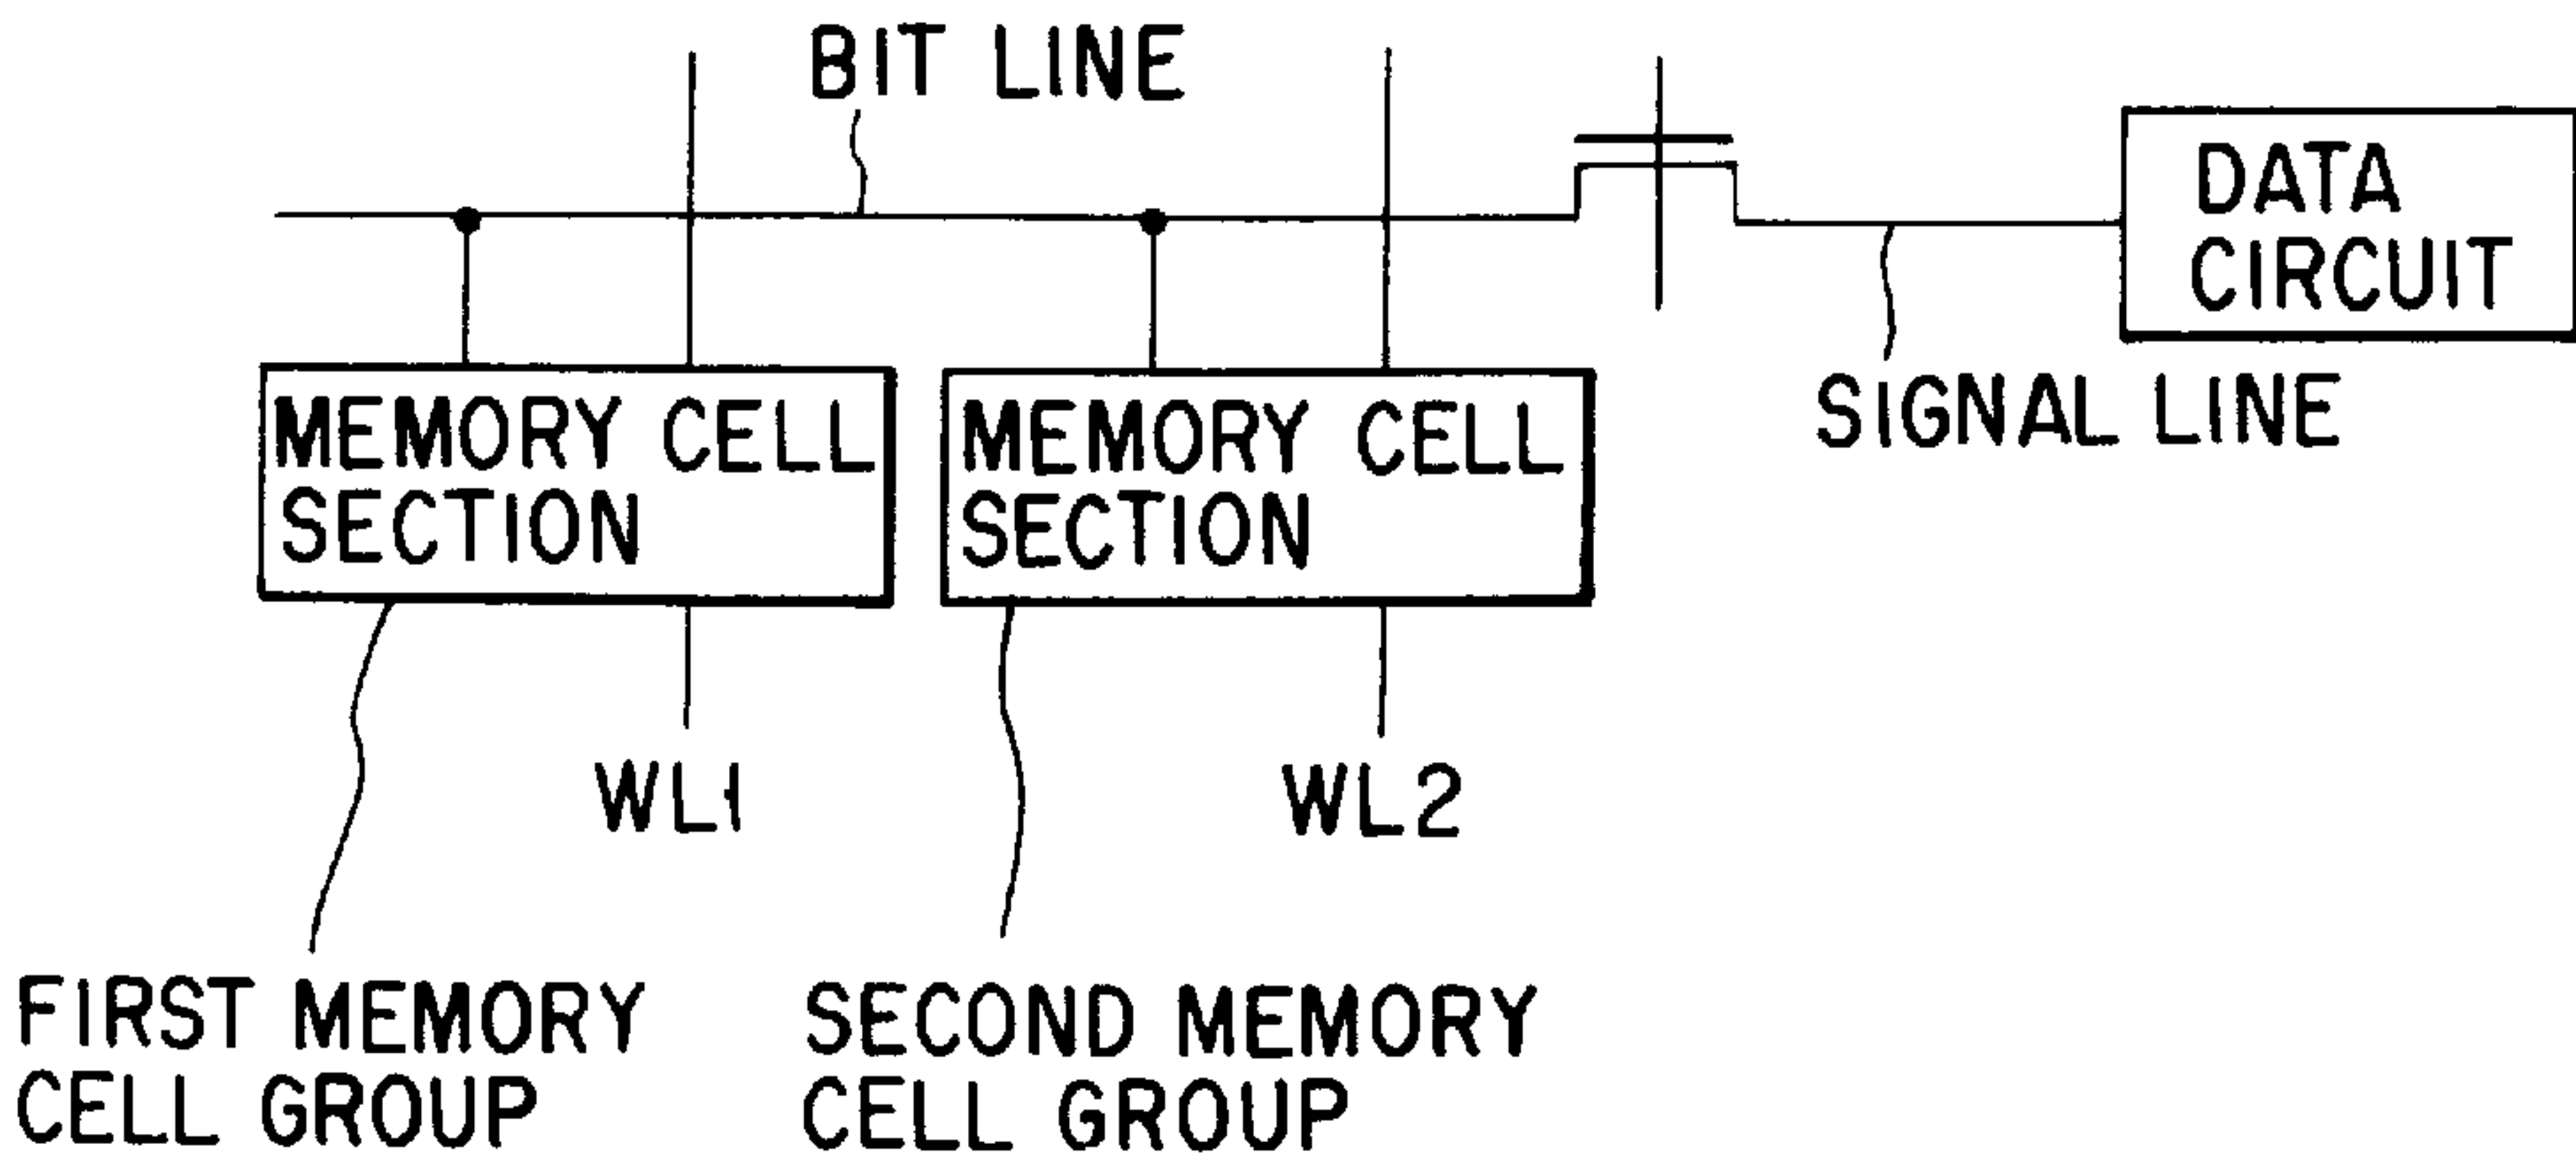 BIT LINE
DATA
CIRCUIT
SIGNAL LINE
MEMORY CELL
SECTION
MEMORY CELL
SECTION
WL1
WL2
FIRST MEMORY
CELL GROUP
SECOND MEMORY
CELL GROUP